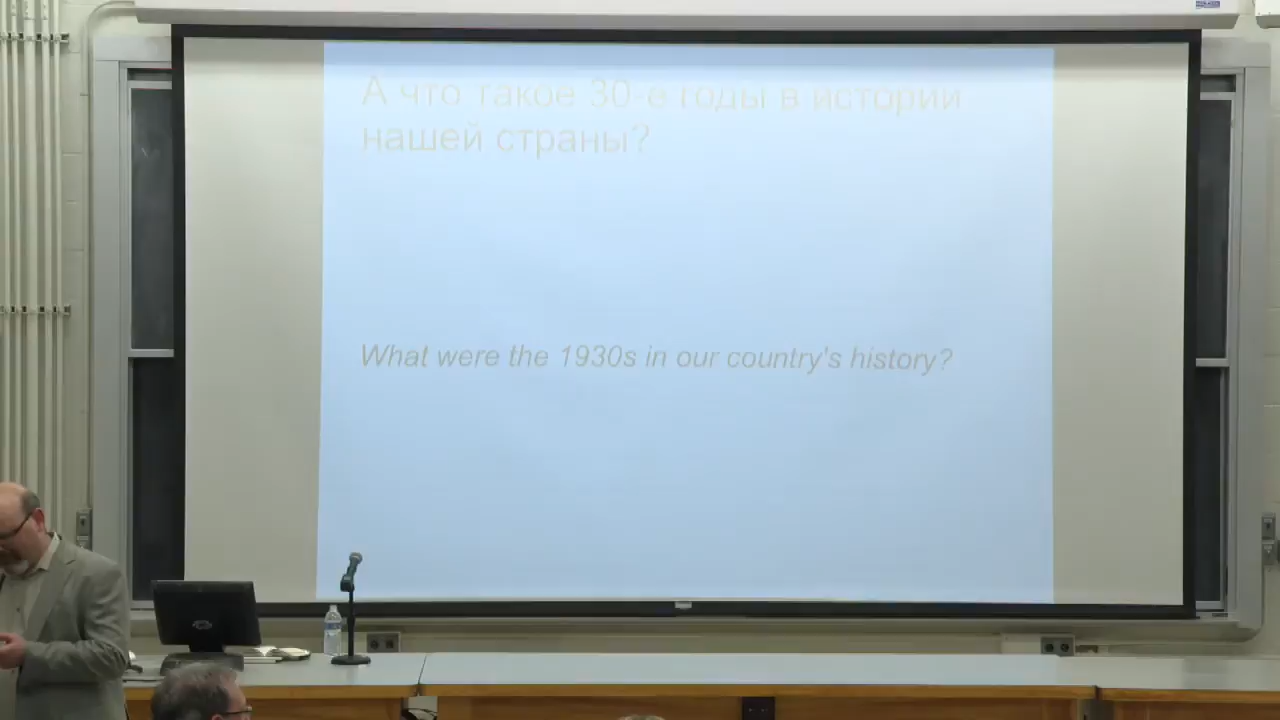 А что такое 30-е годы в истории
нашей страны?
What were the 1930s in our country's history?